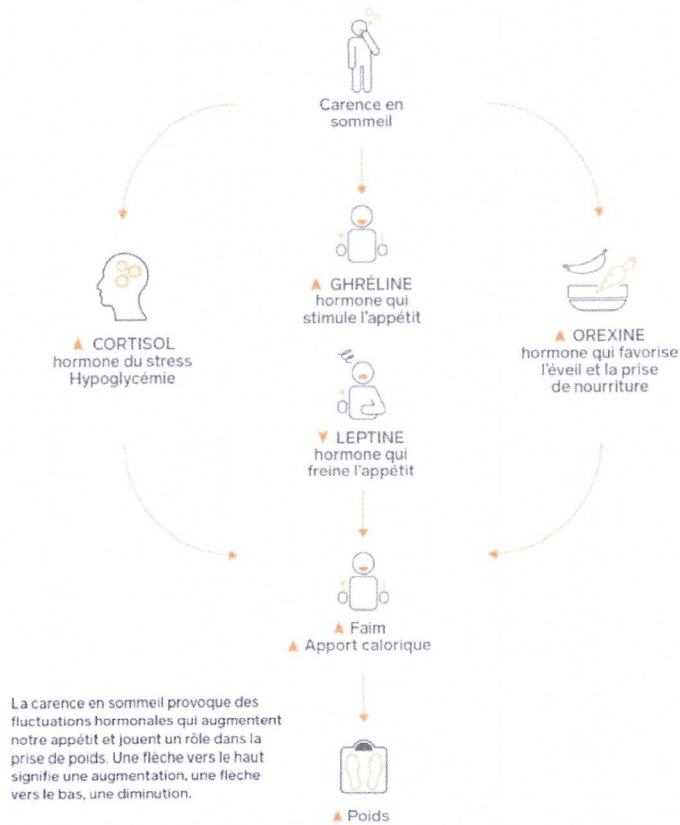 Carence en
sommeil
▲ CORTISOL
hormone du stress
Hypoglycémie
▲ GHRÉLINE
hormone qui
stimule l'appétit
▼ LEPTINE
hormone qui
freine l'appétit
▲ OREXINE
hormone qui favorise
l'éveil et la prise
de nourriture
▲ Faim
▲ Apport calorique
La carence en sommeil provoque des
fluctuations hormonales qui augmentent
notre appétit et jouent un rôle dans la
prise de poids. Une flèche vers le haut
signifie une augmentation, une flèche
vers le bas, une diminution.
▲ Poids